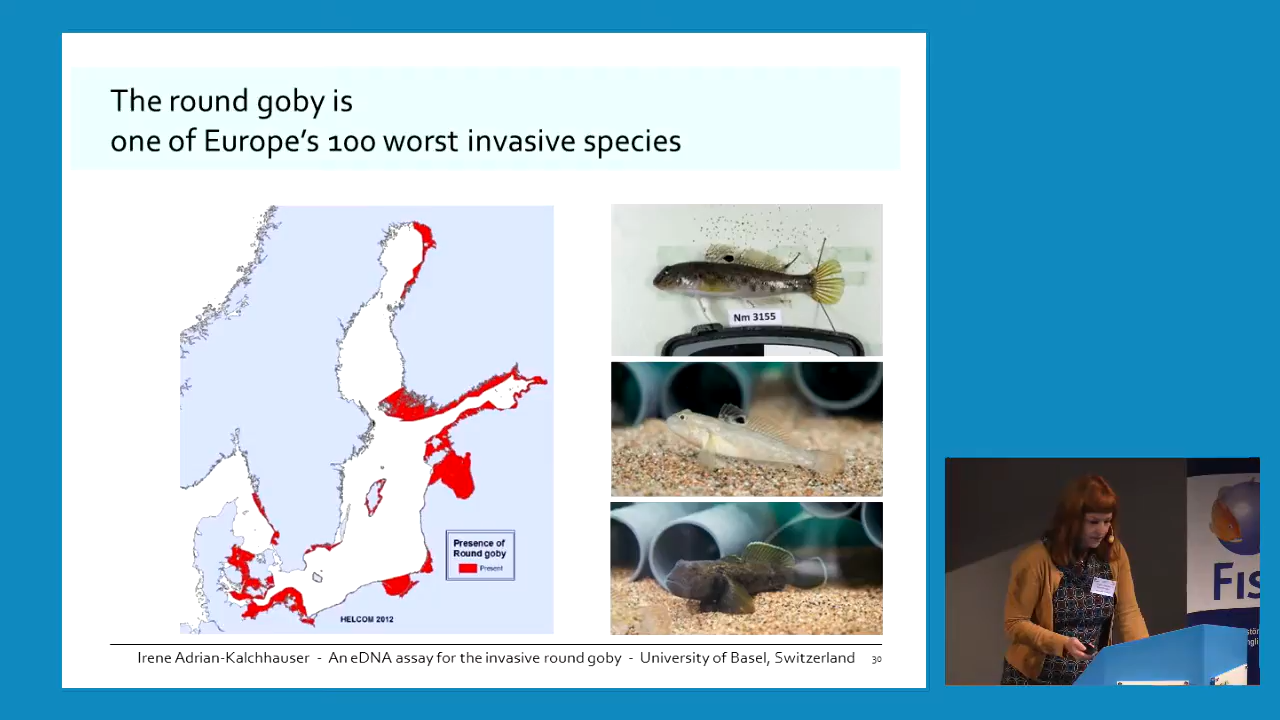 The round goby is
one of Europe's 100 worst invasive species
Nm 3155
Presence of
Round goby
Present
HELCOM 2012
Irene Adrian-Kalchhauser - An eDNA assay for the invasive round goby - University of Basel, Switzerland 30
Fis